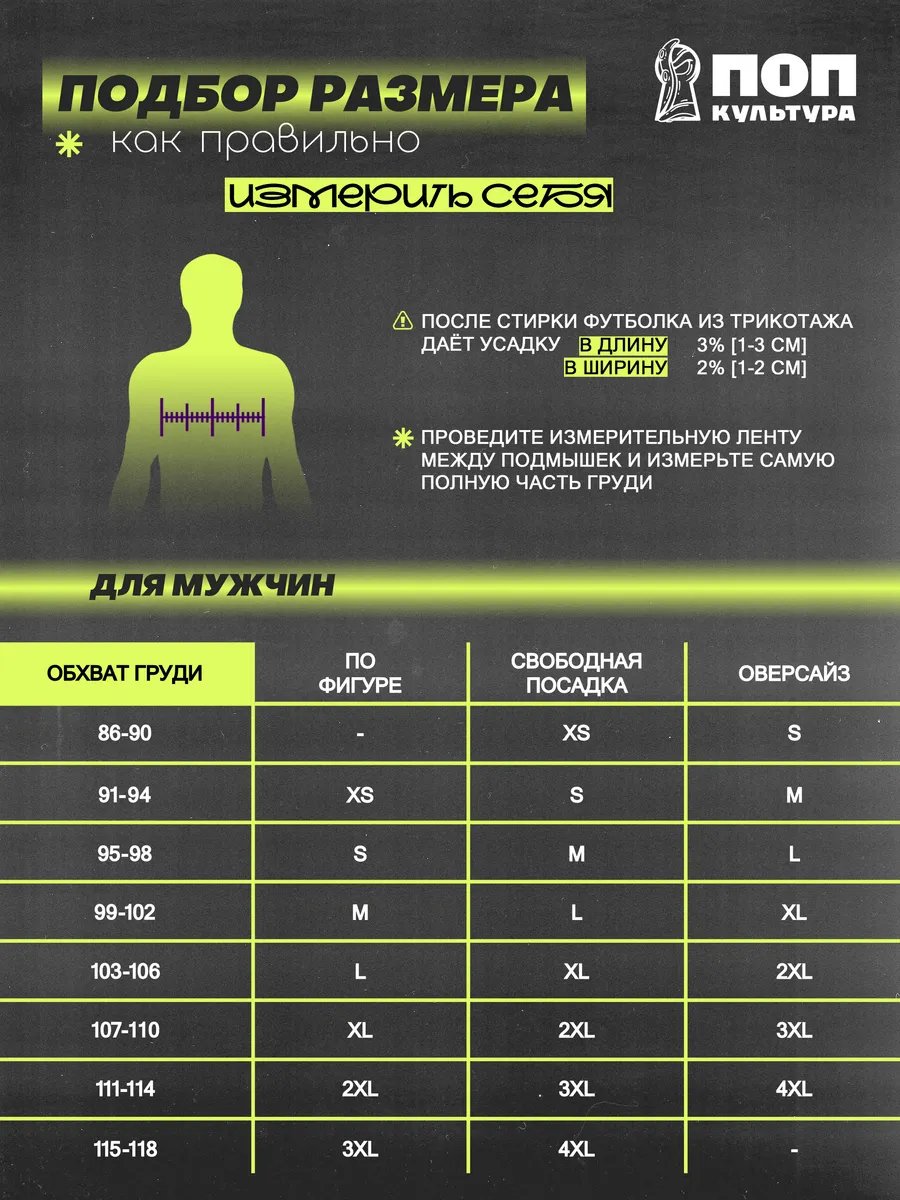 ПОДБОР РАЗМЕРА
как правильно
измерить себя
ПОП
КУЛЬТУРА
ПОСЛЕ СТИРКИ ФУТБОЛКА ИЗ ТРИКОТАЖА
ДАЁТ УСАДКУ В ДЛИНУ 3% [1-3 СМ]
В ШИРИНУ 2% [1-2 СМ]
ПРОВЕДИТЕ ИЗМЕРИТЕЛЬНУЮ ЛЕНТУ
МЕЖДУ ПОДМЫШЕК И ИЗМЕРЬТЕ САМУЮ
ПОЛНУЮ ЧАСТЬ ГРУДИ
ДЛЯ МУЖЧИН
ОБХВАТ ГРУДИ ПО ФИГУРЕ СВОБОДНАЯ ПОСАДКА ОВЕРСАЙЗ
86-90 - XS S
91-94 XS S M
95-98 S M L
99-102 M L XL
103-106 L XL 2XL
107-110 XL 2XL 3XL
111-114 2XL 3XL 4XL
115-118 3XL 4XL -